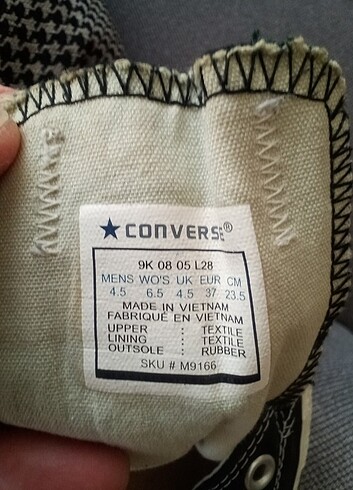 ★ CONVERSE®
9K 08 05 L28
MENS WO'S UK EUR CM
4.5 6.5 4.5 37 23.5
MADE IN VIETNAM
FABRIQUÉ EN VIETNAM
UPPER : TEXTILE
LINING : TEXTILE
OUTSOLE : RUBBER
SKU # M9166